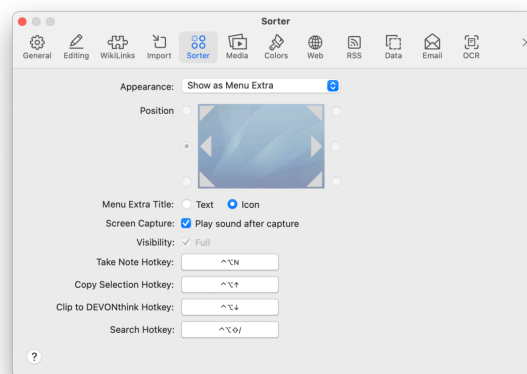 Sorter
General Editing WikiLinks Import Sorter Media Colors Web RSS Data Email OCR
Appearance: Show as Menu Extra
Position
Menu Extra Title: Text Icon
Screen Capture: Play sound after capture
Visibility: Full
Take Note Hotkey: ^⌥N
Copy Selection Hotkey: ^⌥↑
Clip to DEVONthink Hotkey: ^⌥↓
Search Hotkey: ^⌥⇧/
?